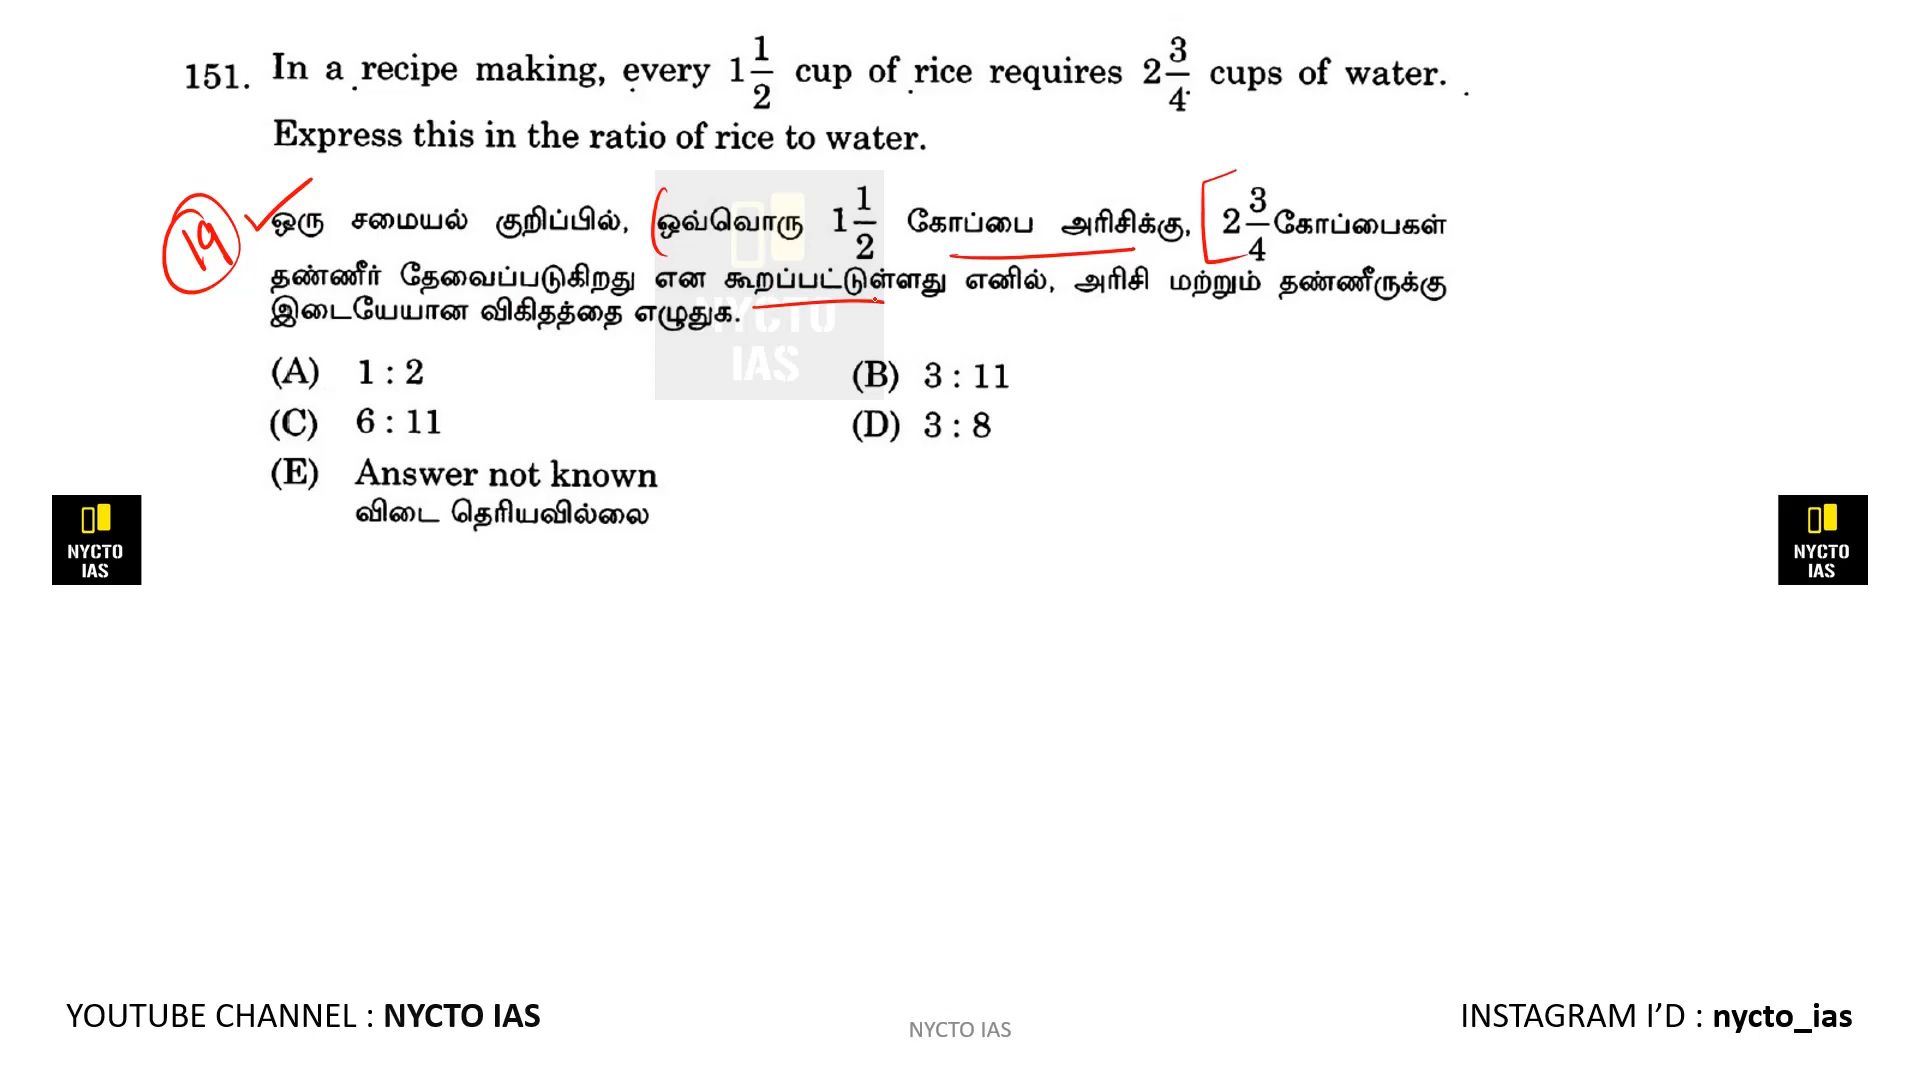 151. In a recipe making, every 1 1/2 cup of rice requires 2 3/4 cups of water.
Express this in the ratio of rice to water.
19 ஒரு சமையல் குறிப்பில், ஒவ்வொரு 1 1/2 கோப்பை அரிசிக்கு, 2 3/4 கோப்பைகள்
தண்ணீர் தேவைப்படுகிறது என கூறப்பட்டுள்ளது எனில், அரிசி மற்றும் தண்ணீருக்கு
இடையேயான விகிதத்தை எழுதுக.
NYCTO
IAS
(A) 1 : 2 (B) 3 : 11
(C) 6 : 11 (D) 3 : 8
(E) Answer not known
விடை தெரியவில்லை
NYCTO
IAS
NYCTO
IAS
YOUTUBE CHANNEL : NYCTO IAS
NYCTO IAS
INSTAGRAM I’D : nycto_ias